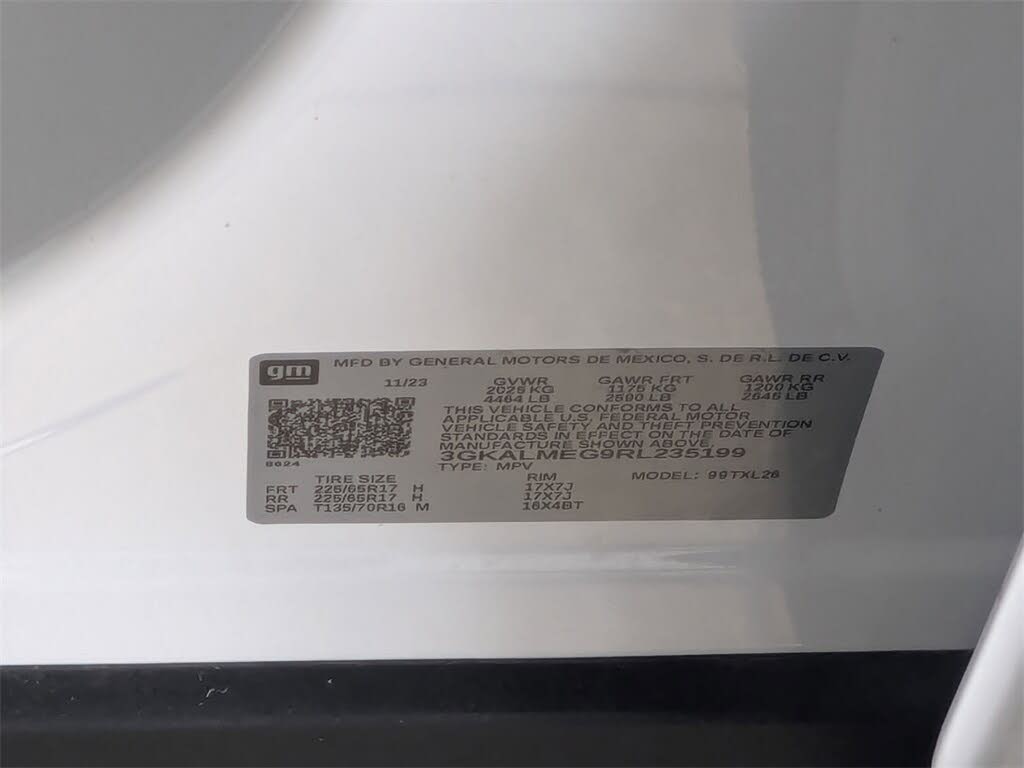 gm MFD BY GENERAL MOTORS DE MEXICO, S. DE R.L. DE C.V.
11/23 GVWR GAWR FRT GAWR RR
2025 KG 1175 KG 1200 KG
4464 LB 2590 LB 2646 LB
THIS VEHICLE CONFORMS TO ALL
APPLICABLE U.S. FEDERAL MOTOR
VEHICLE SAFETY AND THEFT PREVENTION
STANDARDS IN EFFECT ON THE DATE OF
MANUFACTURE SHOWN ABOVE.
3GKALMEG9RL235199
8624 TYPE: MPV MODEL: 99TXL26
TIRE SIZE RIM
FRT 225/65R17 H 17X7J
RR 225/65R17 H 17X7J
SPA T135/70R16 M 16X4BT